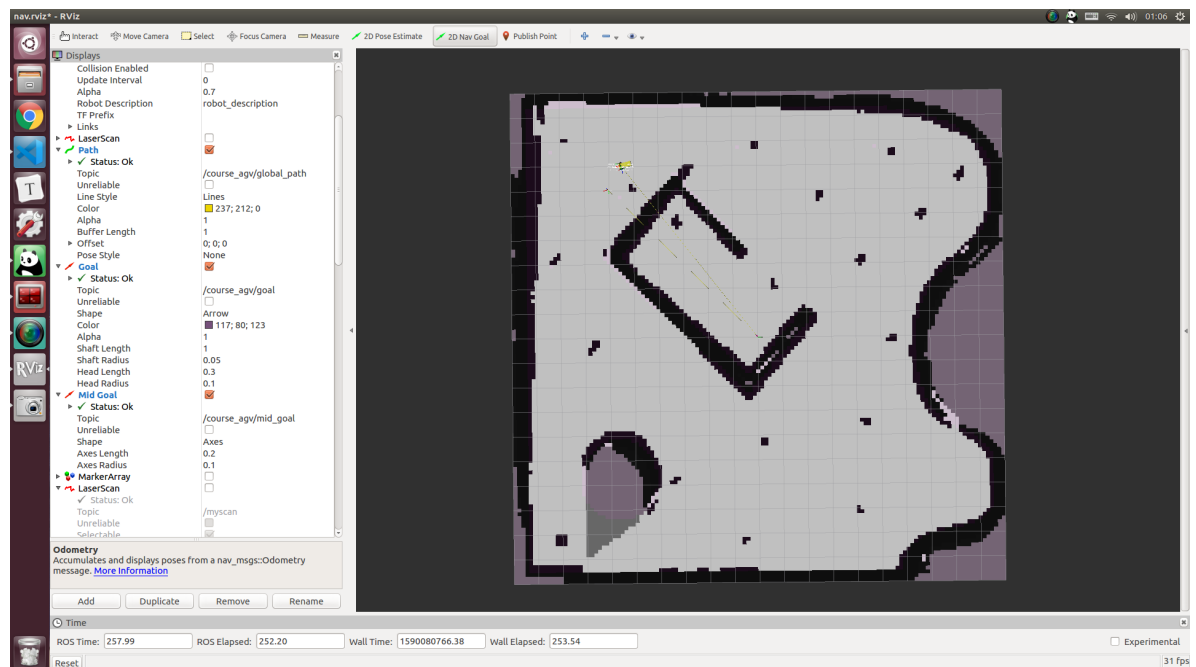 nav.rviz* - RViz
01:06
Interact Move Camera Select Focus Camera Measure 2D Pose Estimate 2D Nav Goal Publish Point
Displays
Collision Enabled
Update Interval 0
Alpha 0.7
Robot Description robot_description
TF Prefix
Links
LaserScan
Path
Status: Ok
Topic /course_agv/global_path
Unreliable
Line Style Lines
Color 237; 212; 0
Alpha 1
Buffer Length 1
Offset 0; 0; 0
Pose Style None
Goal
Status: Ok
Topic /course_agv/goal
Unreliable
Shape Arrow
Color 117; 80; 123
Alpha 1
Shaft Length 1
Shaft Radius 0.05
Head Length 0.3
Head Radius 0.1
Mid Goal
Status: Ok
Topic /course_agv/mid_goal
Unreliable
Shape Axes
Axes Length 0.2
Axes Radius 0.1
MarkerArray
LaserScan
Status: Ok
Topic /myscan
Unreliable
Selectable
Odometry
Accumulates and displays poses from a nav_msgs::Odometry
message. More Information
Add Duplicate Remove Rename
Time
ROS Time: 257.99 ROS Elapsed: 252.20 Wall Time: 1590080766.38 Wall Elapsed: 253.54 Experimental
Reset 31 fps
T
RViz